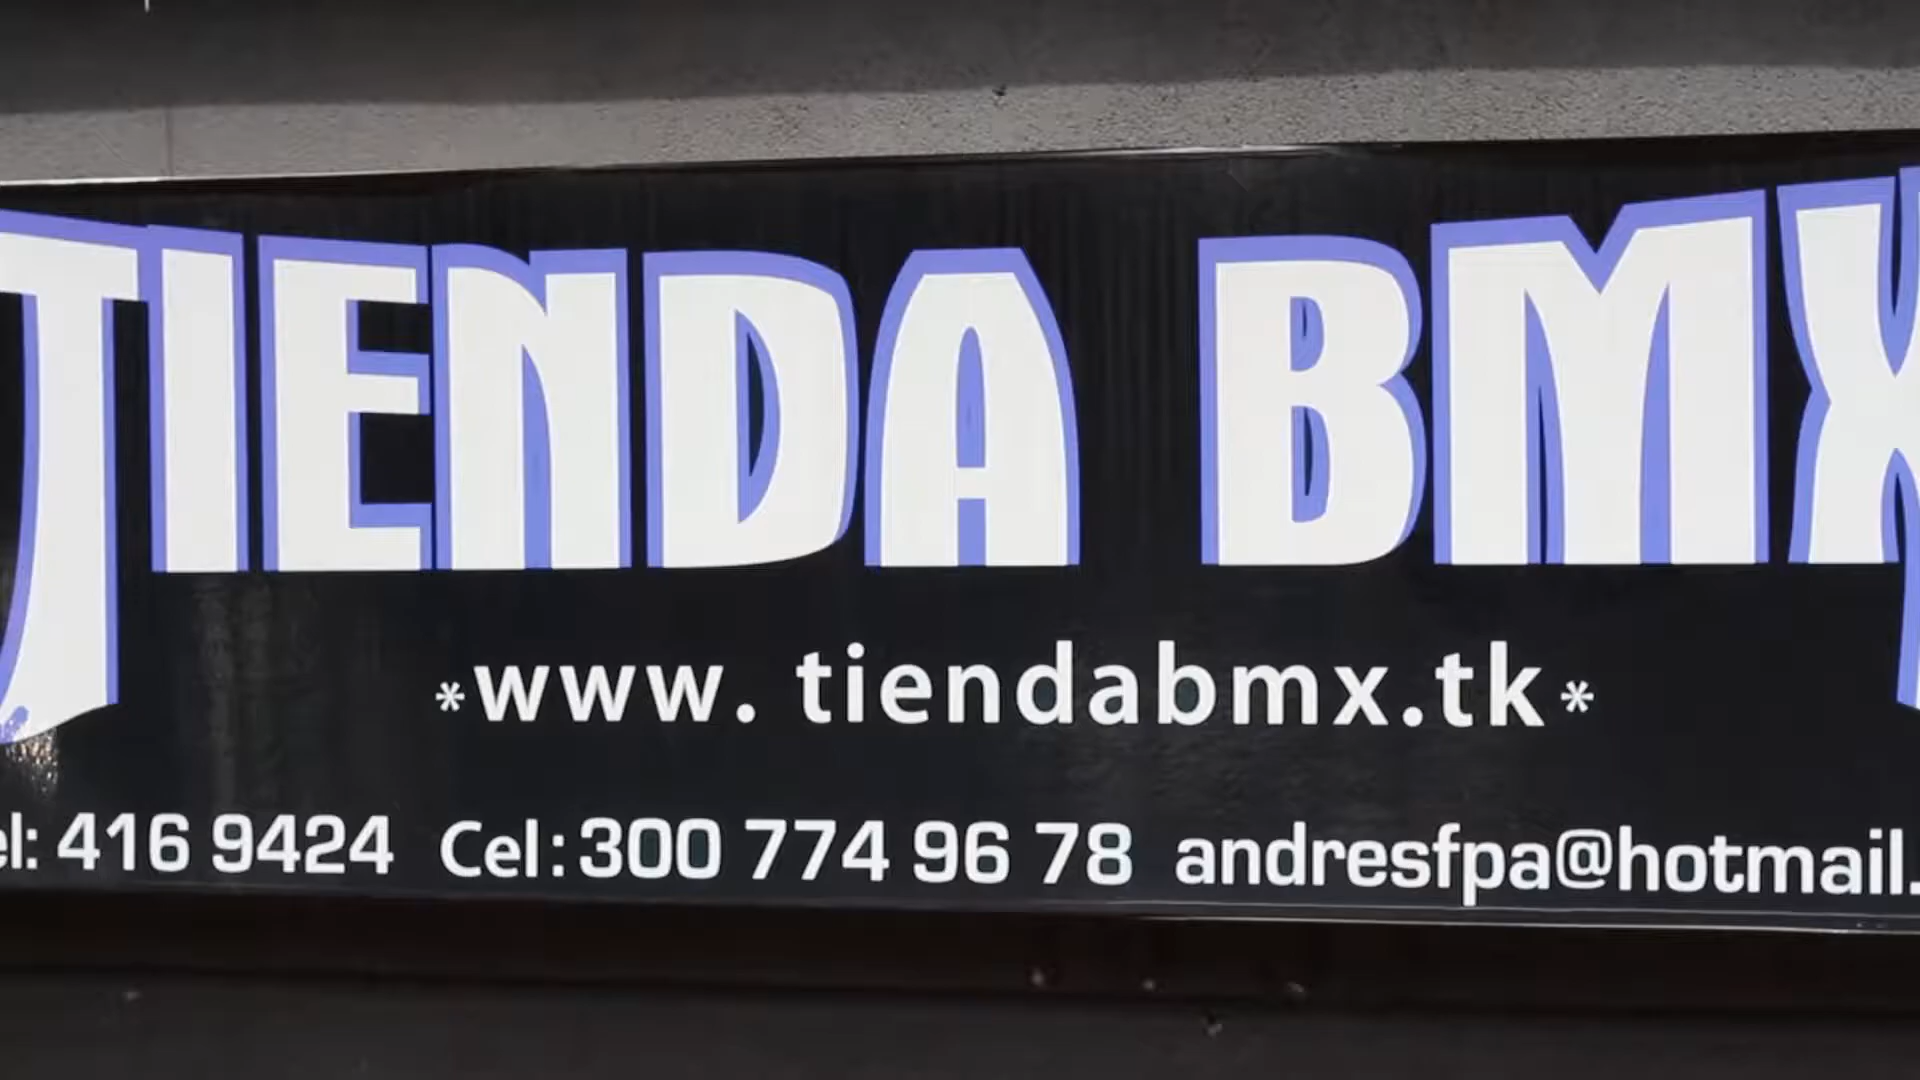 TIENDA BMX
*www. tiendabmx.tk*
el: 416 9424 Cel: 300 774 96 78 andresfpa@hotmail.